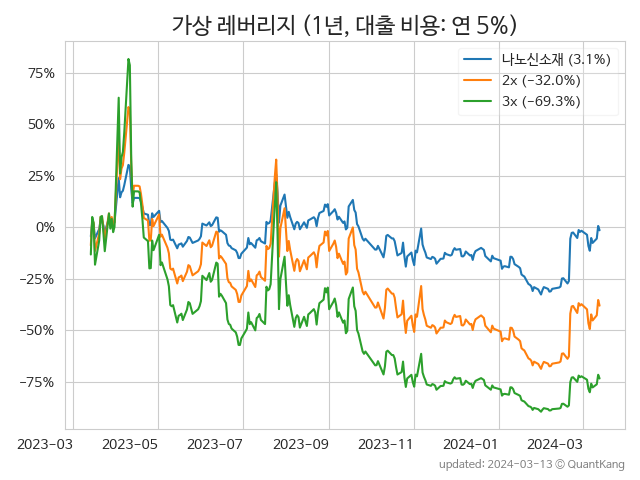 가상 레버리지 (1년, 대출 비용: 연 5%)
나노신소재 (3.1%)
2x (−32.0%)
3x (−69.3%)
75%
50%
25%
0%
−25%
−50%
−75%
2023-03 2023-05 2023-07 2023-09 2023-11 2024-01 2024-03
updated: 2024-03-13 © QuantKang